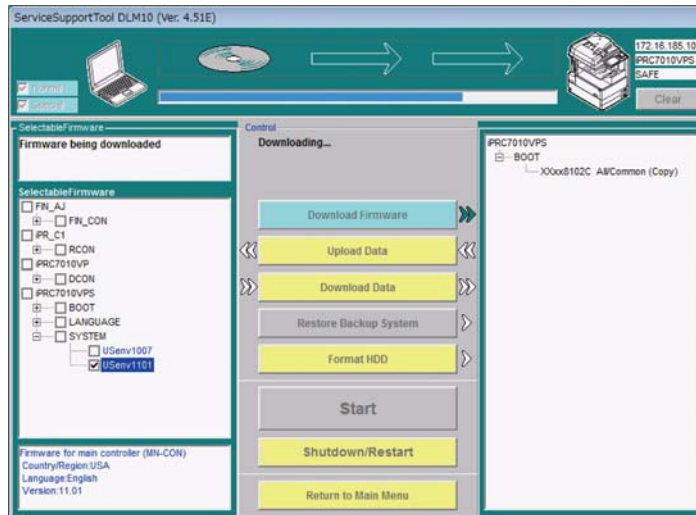 ServiceSupportTool DLM10 (Ver. 4.51E)
172.16.185.10
iPRC7010VPS
SAFE
Normal
Special
Clear
SelectableFirmware
Firmware being downloaded
SelectableFirmware
FIN_AJ
FIN_CON
iPR_C1
RCON
iPRC7010VP
DCON
iPRC7010VPS
BOOT
LANGUAGE
SYSTEM
USenv1007
USenv1101
Firmware for main controller (MN-CON)
Country/Region:USA
Language:English
Version:11.01
Control
Downloading...
Download Firmware
Upload Data
Download Data
Restore Backup System
Format HDD
Start
Shutdown/Restart
Return to Main Menu
iPRC7010VPS
BOOT
XXxx8102C All/Common (Copy)